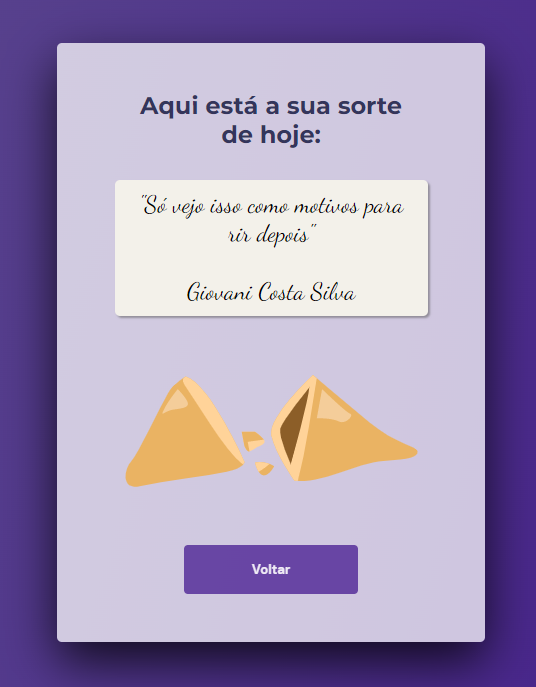 Aqui está a sua sorte
de hoje:
"Só vejo isso como motivos para
rir depois"
Giovani Costa Silva
Voltar